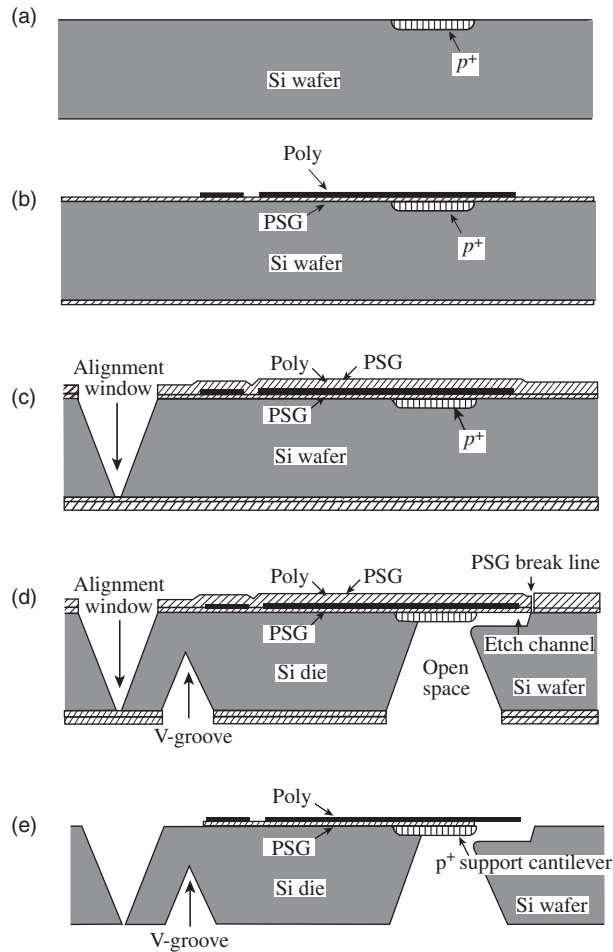 (a)
p+
Si wafer
Poly
(b)
PSG
p+
Si wafer
Alignment
window
Poly
PSG
(c)
PSG
p+
Si wafer
PSG break line
Alignment
window
Poly
PSG
(d)
PSG
Etch channel
Si die
Open
space
Si wafer
V-groove
Poly
(e)
PSG
p+ support cantilever
Si die
Si wafer
V-groove